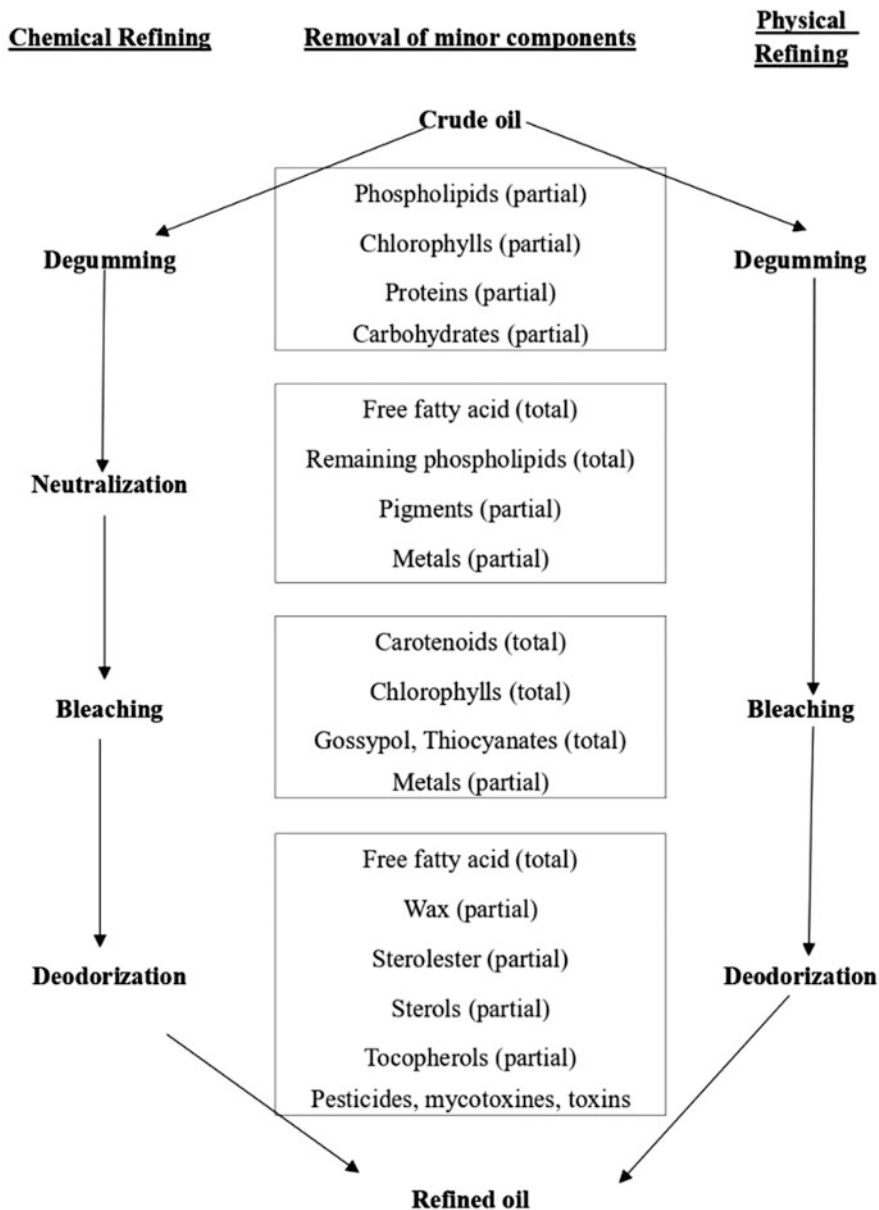 Chemical Refining
Removal of minor components
Physical
Refining
Crude oil
Phospholipids (partial)
Chlorophylls (partial)
Degumming
Degumming
Proteins (partial)
Carbohydrates (partial)
Free fatty acid (total)
Remaining phospholipids (total)
Neutralization
Pigments (partial)
Metals (partial)
Carotenoids (total)
Chlorophylls (total)
Bleaching
Bleaching
Gossypol, Thiocyanates (total)
Metals (partial)
Free fatty acid (total)
Wax (partial)
Sterolester (partial)
Deodorization
Deodorization
Sterols (partial)
Tocopherols (partial)
Pesticides, mycotoxines, toxins
Refined oil